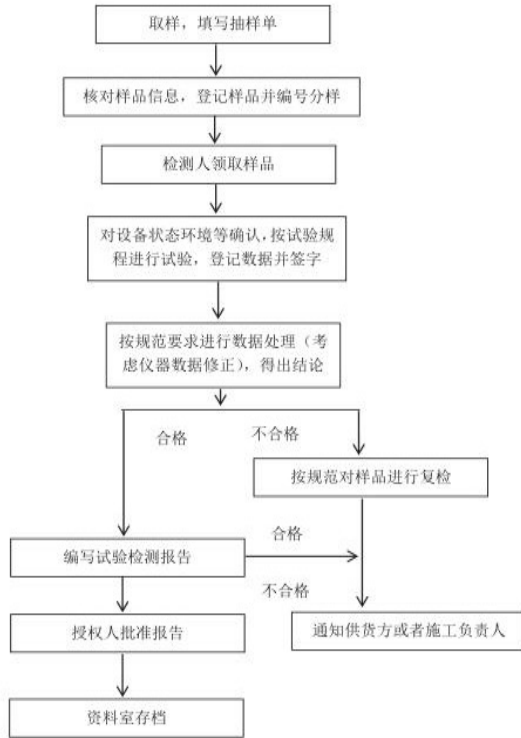 取样，填写抽样单
核对样品信息，登记样品并编号分样
检测人领取样品
对设备状态环境等确认，按试验规
程进行试验，登记数据并签字
按规范要求进行数据处理（考
虑仪器数据修正），得出结论
合格
不合格
按规范对样品进行复检
合格
编写试验检测报告
不合格
授权人批准报告
通知供货方或者施工负责人
资料室存档